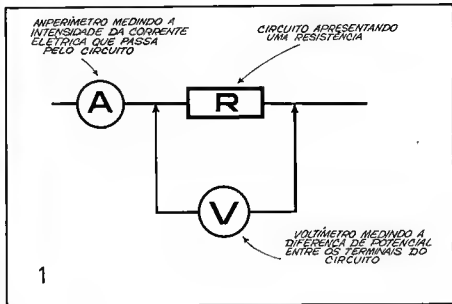 ANPERÍMETRO MEDINDO A
INTENSIDADE DA CORRENTE
ELÉTRICA QUE PASSA
PELO CIRCUITO
CIRCUITO APRESENTANDO
UMA RESISTÊNCIA
A
R
V
VOLTÍMETRO MEDINDO A
DIFERENÇA DE POTENCIAL
ENTRE OS TERMINAIS DO
CIRCUITO
1